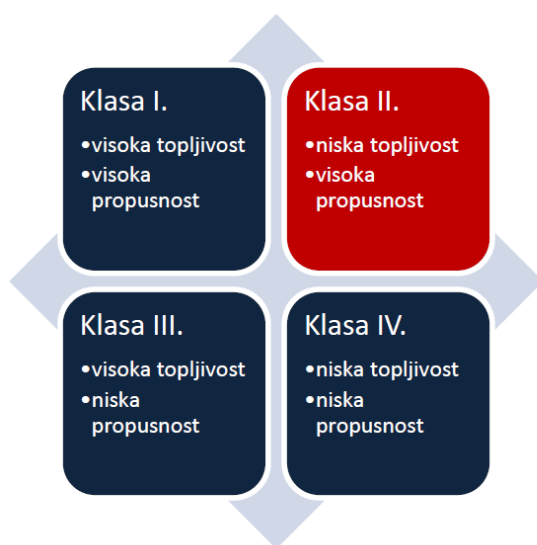 Klasa I.
•visoka topljivost
•visoka
propusnost
Klasa II.
•niska topljivost
•visoka
propusnost
Klasa III.
•visoka topljivost
•niska
propusnost
Klasa IV.
•niska topljivost
•niska
propusnost